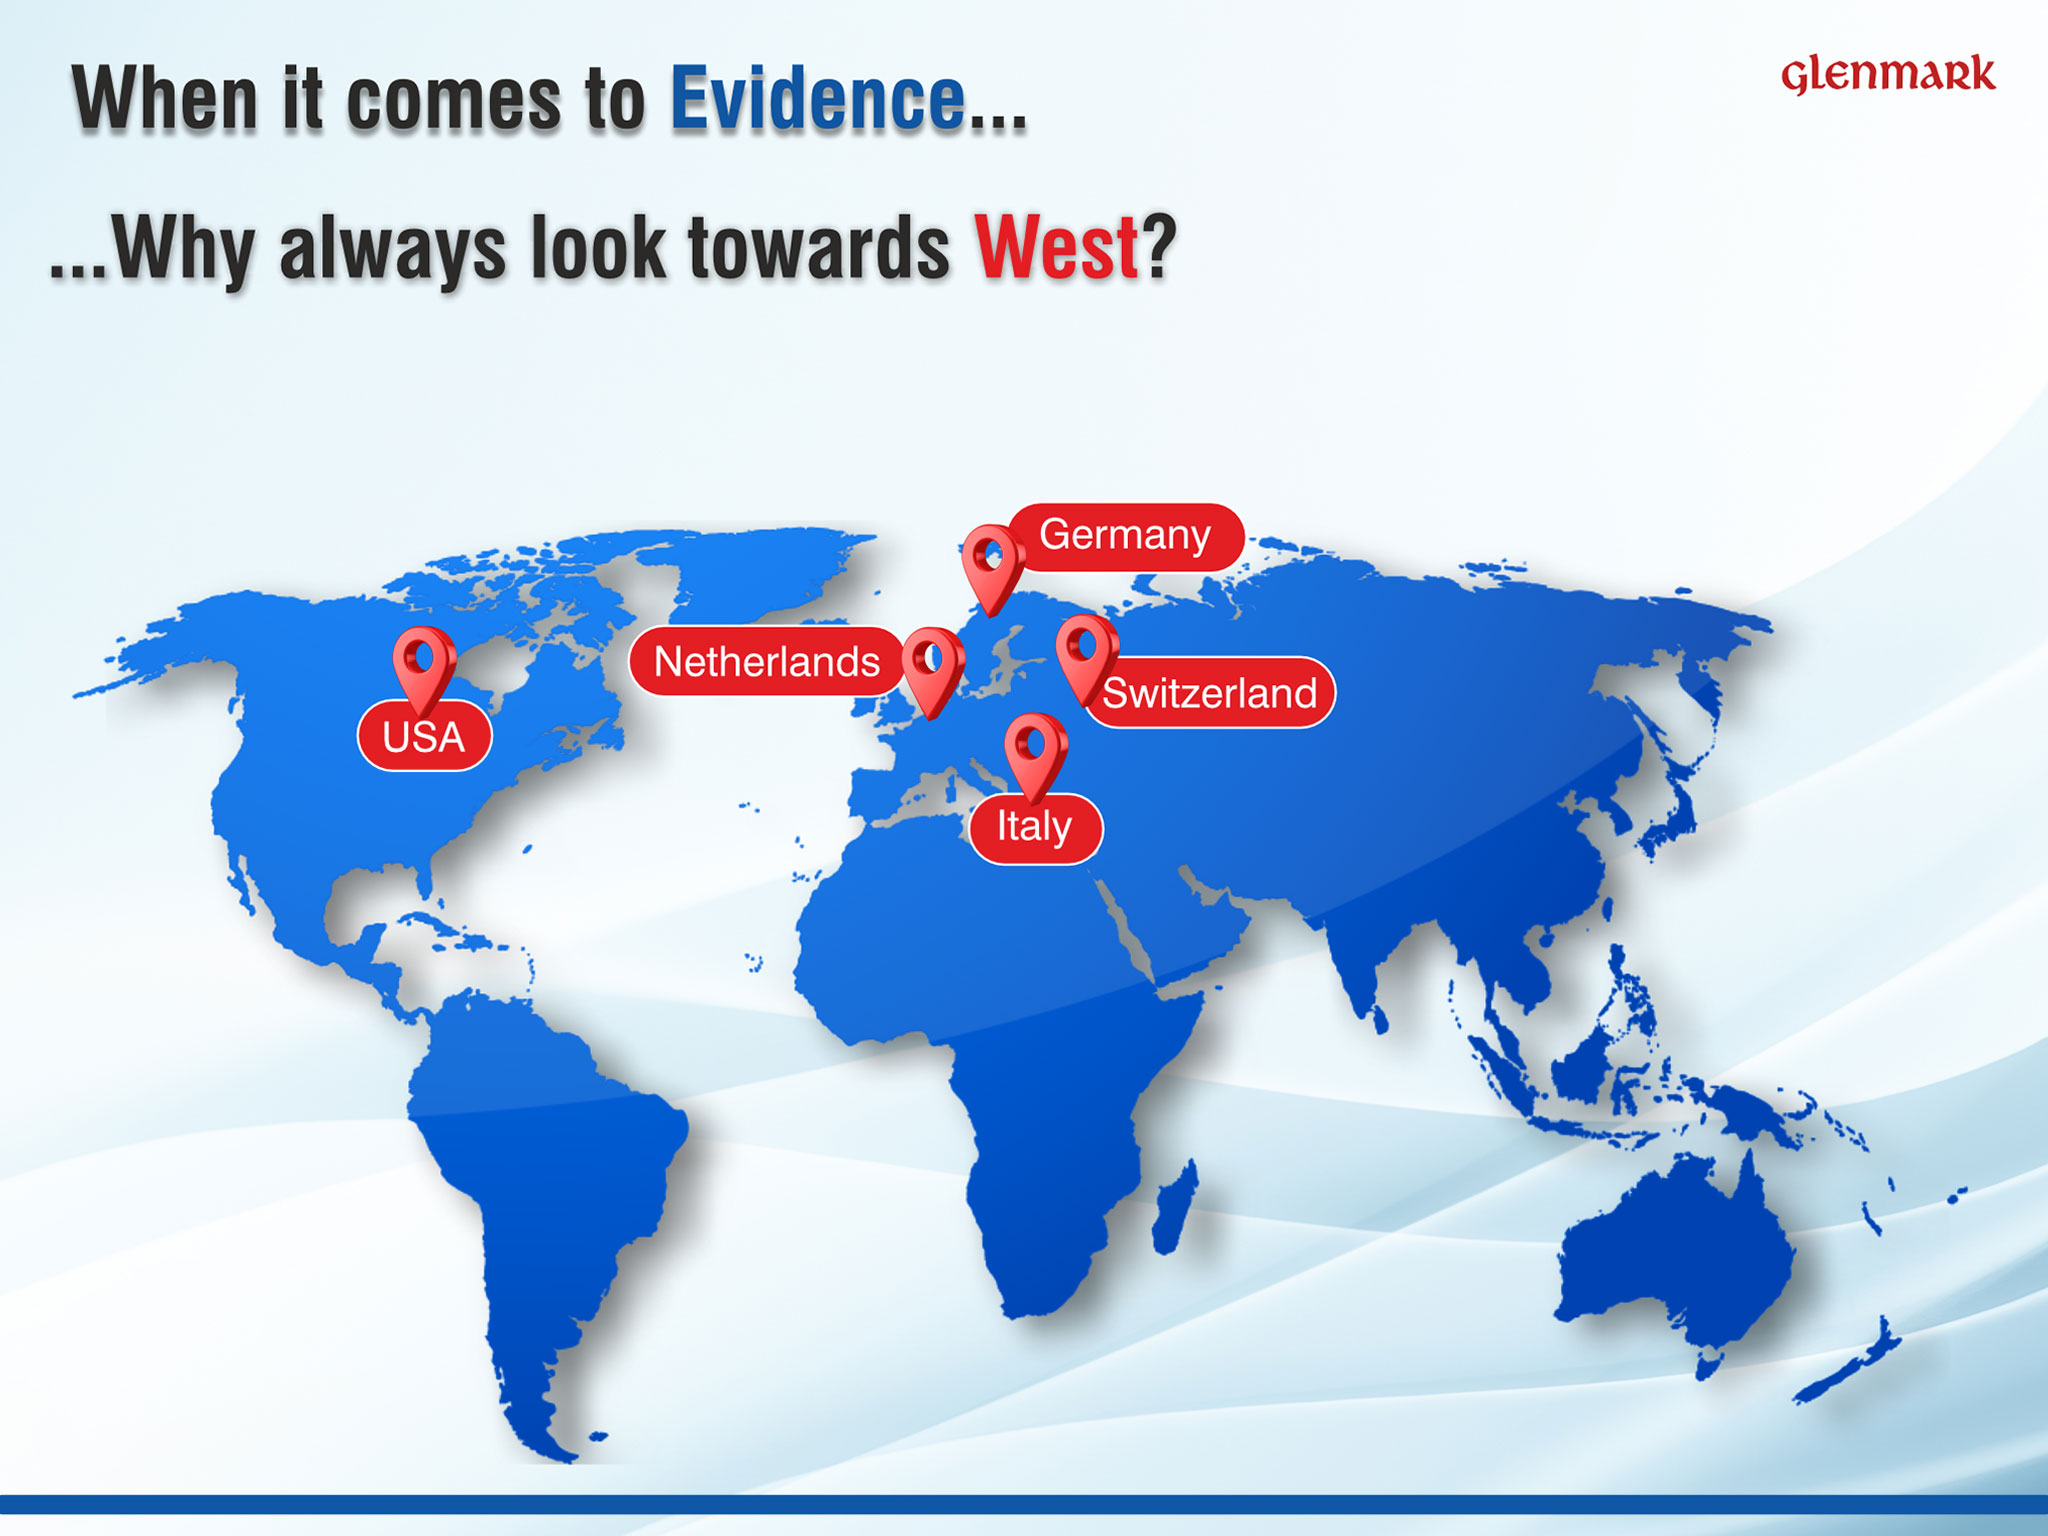 When it comes to Evidence...
glenmark
...Why always look towards West?
Germany
Netherlands
Switzerland
USA
Italy